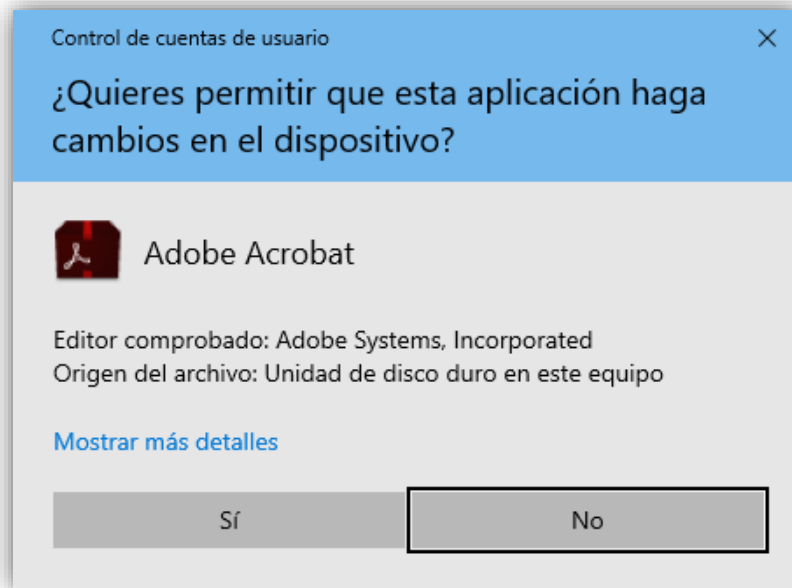 Control de cuentas de usuario
¿Quieres permitir que esta aplicación haga
cambios en el dispositivo?
Adobe Acrobat
Editor comprobado: Adobe Systems, Incorporated
Origen del archivo: Unidad de disco duro en este equipo
Mostrar más detalles
Sí
No